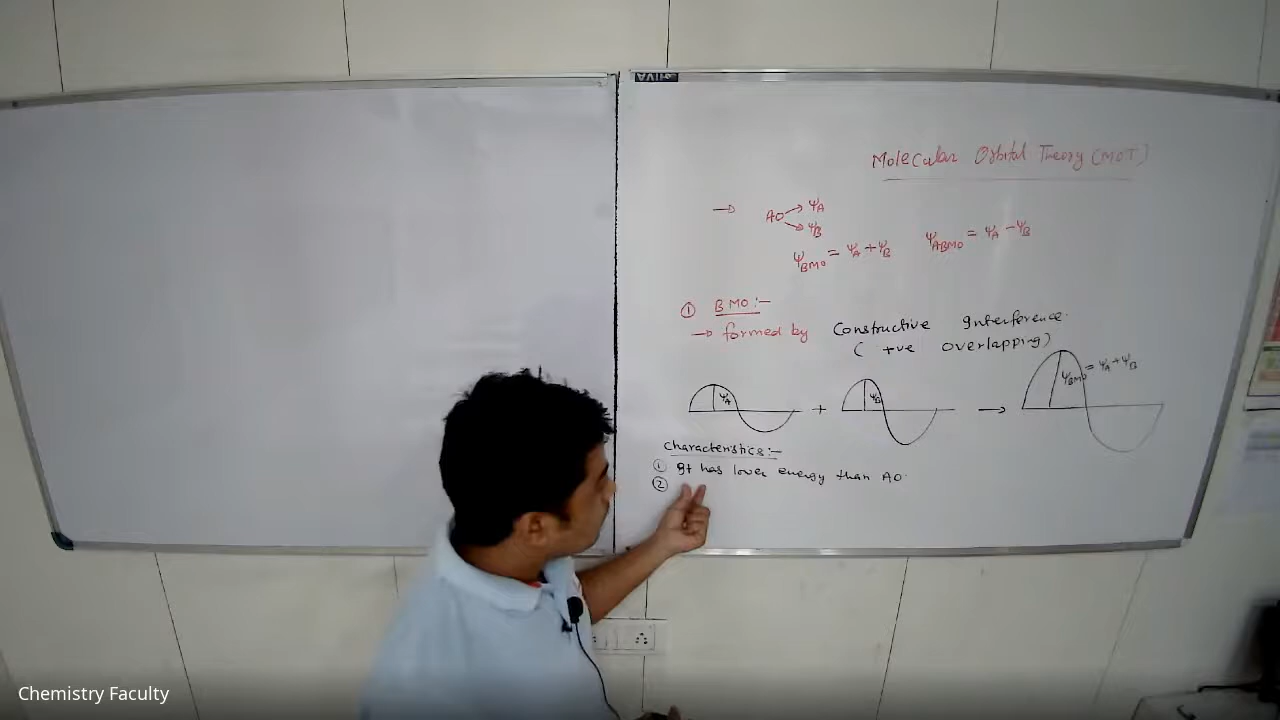 HIVA
Molecular Orbital Theory (MOT)
→ AO → ψA
→ ψB
ψBMO = ψA + ψB ψABMO = ψA - ψB
① BMO :-
→ formed by Constructive Interference.
( +ve overlapping)
ψA + ψB → ψBMO = ψA + ψB
Characteristics :-
① It has lower energy than AO.
②
Chemistry Faculty